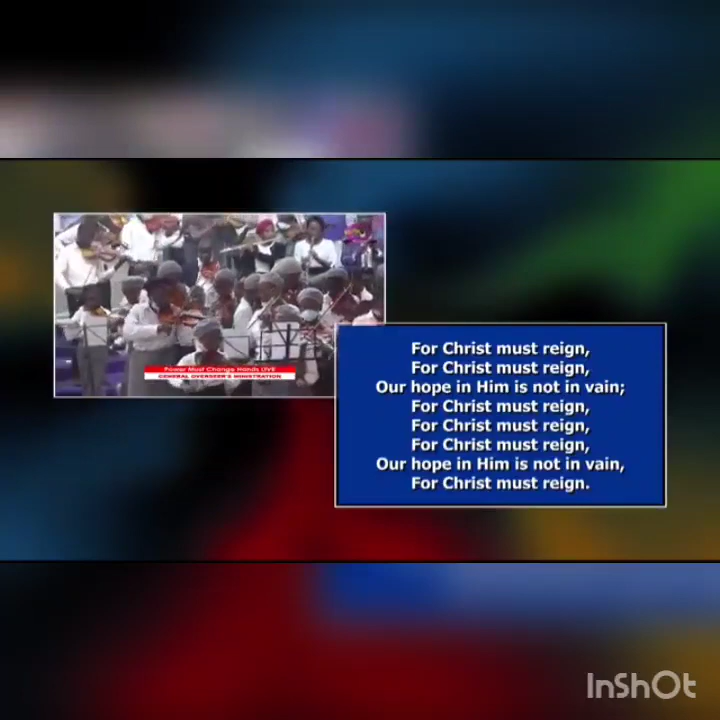 Power Must Change Hands LIVE
GENERAL OVERSEER'S MINISTRATION
For Christ must reign,
For Christ must reign,
Our hope in Him is not in vain;
For Christ must reign,
For Christ must reign,
For Christ must reign,
Our hope in Him is not in vain,
For Christ must reign.
InShOt